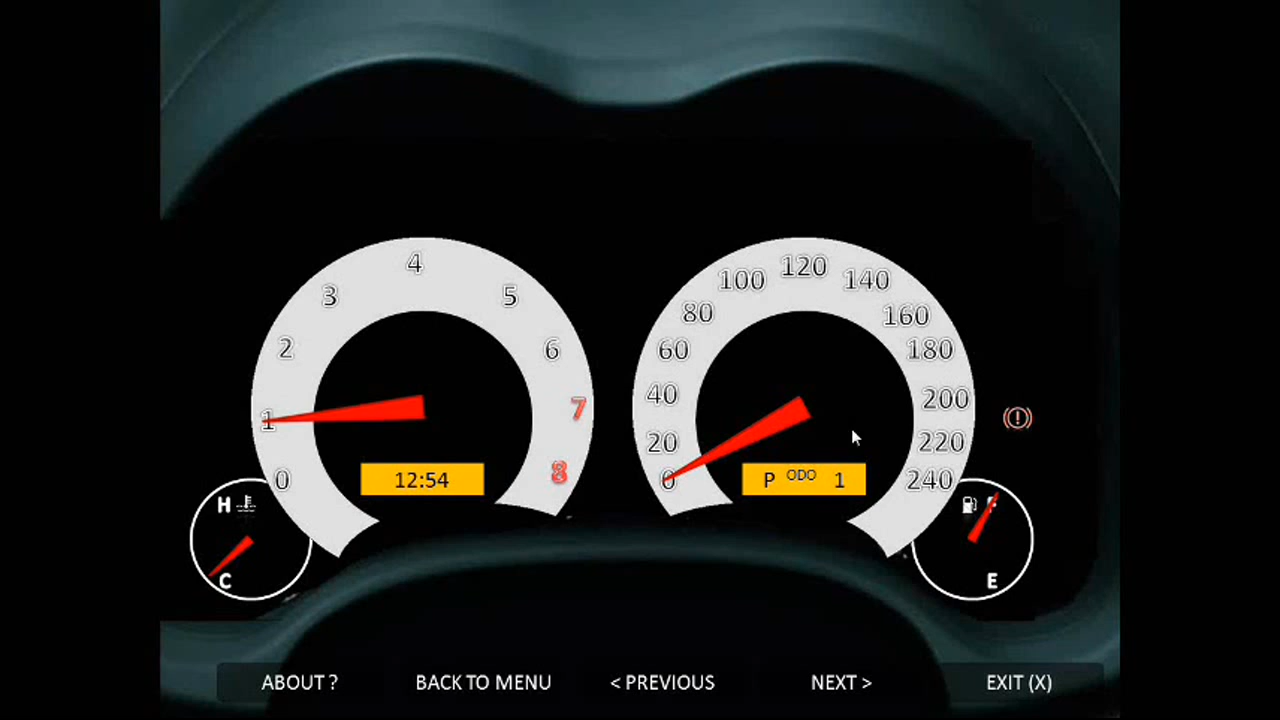 4
3
5
2
6
1
7
0
8
12:54
120
100
140
80
160
60
180
40
200
20
220
0
240
P ODO 1
H
C
F
E
ABOUT ?
BACK TO MENU
< PREVIOUS
NEXT >
EXIT (X)